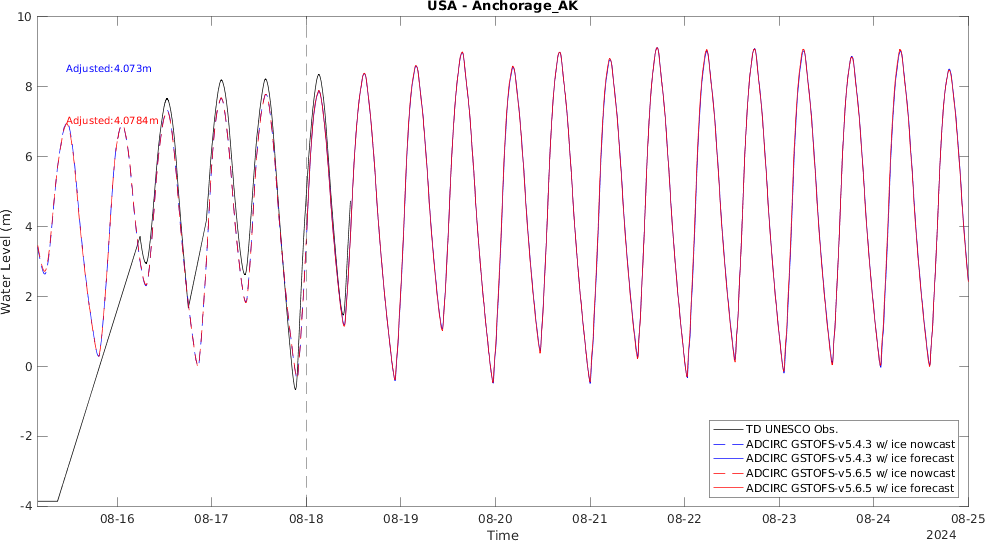 USA - Anchorage_AK
10
8
6
4
2
0
-2
-4
Water Level (m)
Adjusted:4.073m
Adjusted:4.0784m
TD UNESCO Obs.
ADCIRC GSTOFS-v5.4.3 w/ ice nowcast
ADCIRC GSTOFS-v5.4.3 w/ ice forecast
ADCIRC GSTOFS-v5.6.5 w/ ice nowcast
ADCIRC GSTOFS-v5.6.5 w/ ice forecast
08-16 08-17 08-18 08-19 08-20 08-21 08-22 08-23 08-24 08-25
Time
2024